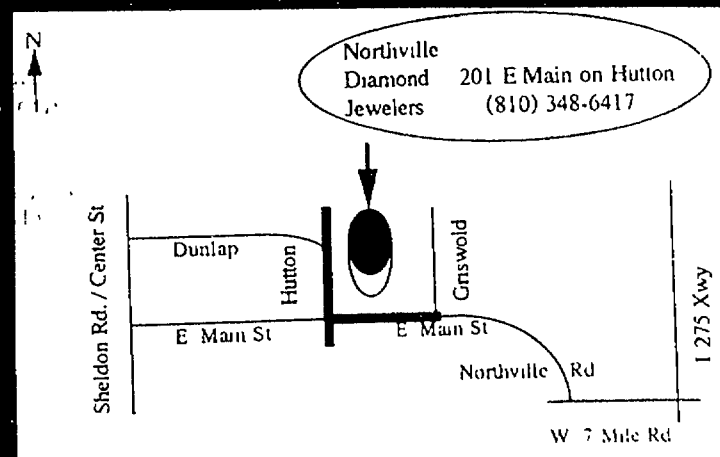 N
Northville
Diamond 201 E Main on Hutton
Jewelers (810) 348-6417
Sheldon Rd. / Center St
Dunlap
Hutton
Griswold
I 275 Xwy
E Main St
E Main St
Northville Rd
W 7 Mile Rd